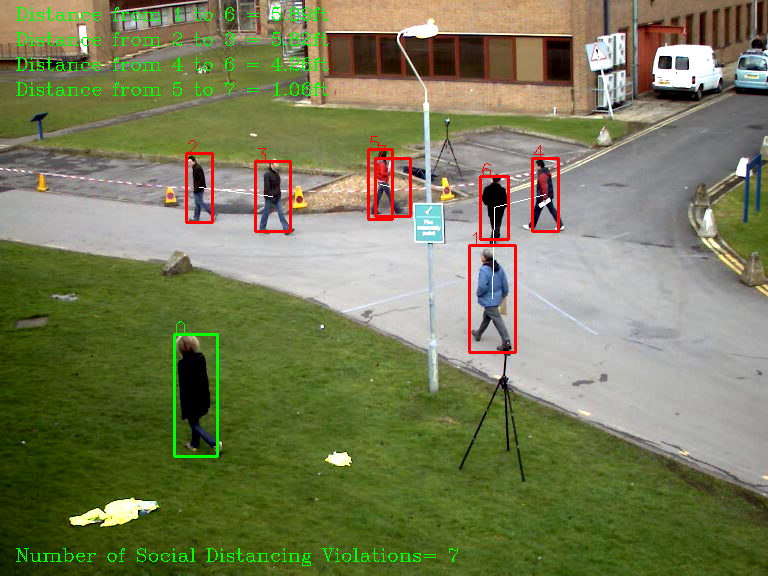 Distance from 1 to 6 =
Distance from 2 to 3 =
Distance from 4 to 6 =
Distance from 5 to 7 = 1.06ft
2
3
5
6
4
1
0
Number of Social Distancing Violations= 7